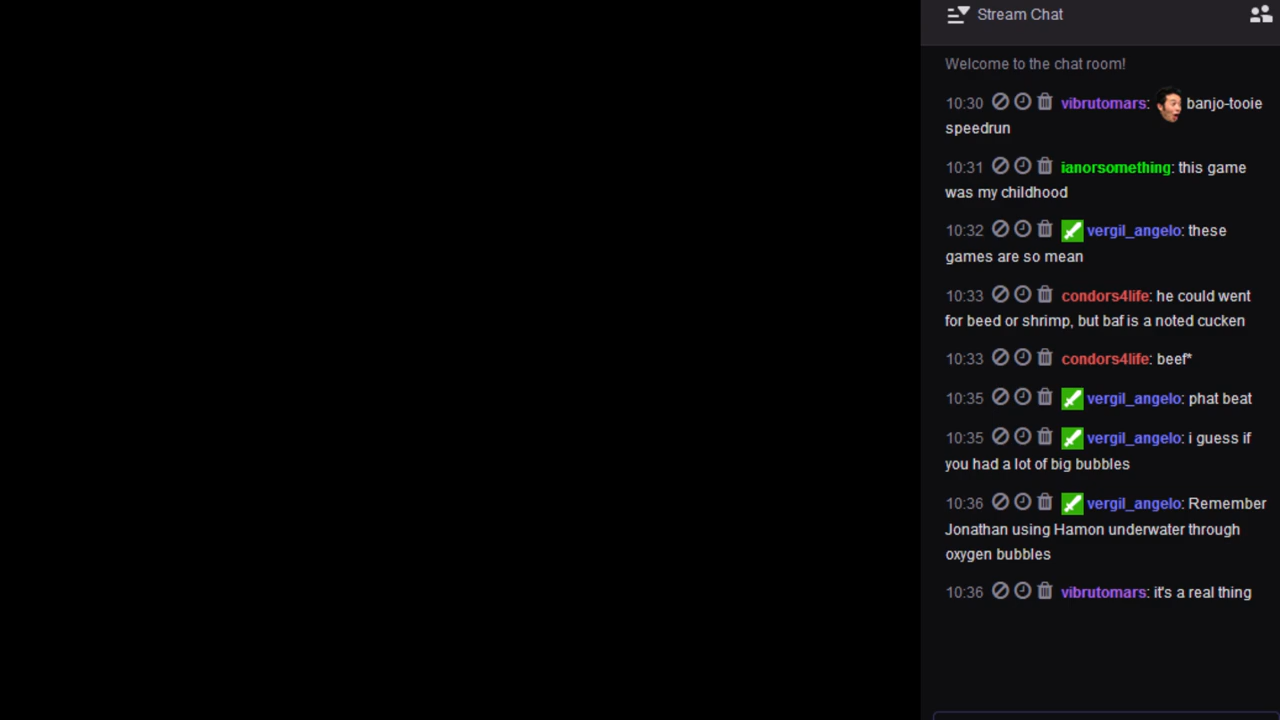 Stream Chat
Welcome to the chat room!
10:30 vibrutomars: banjo-tooie
speedrun
10:31 ianorsomething: this game
was my childhood
10:32 vergil_angelo: these
games are so mean
10:33 condors4life: he could went
for beed or shrimp, but baf is a noted cucken
10:33 condors4life: beef*
10:35 vergil_angelo: phat beat
10:35 vergil_angelo: i guess if
you had a lot of big bubbles
10:36 vergil_angelo: Remember
Jonathan using Hamon underwater through
oxygen bubbles
10:36 vibrutomars: it's a real thing